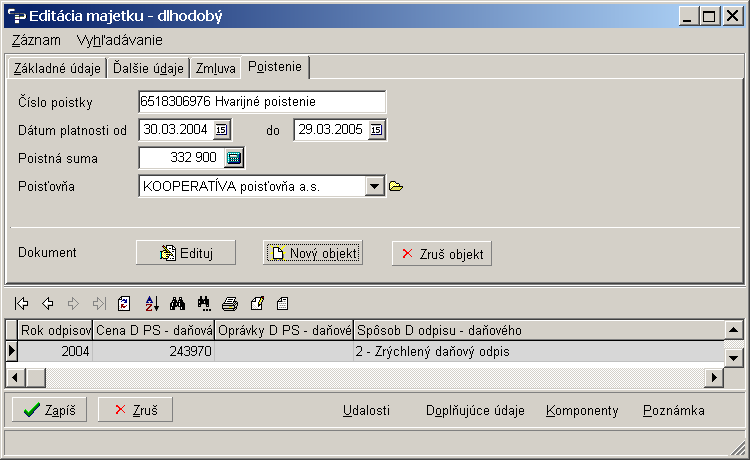 Editácia majetku - dlhodobý
Záznam Vyhľadávanie
Základné údaje Ďalšie údaje Zmluva Poistenie
Číslo poistky 6518306976 Hvarijné poistenie
Dátum platnosti od 30.03.2004 15 do 29.03.2005 15
Poistná suma 332 900
Poisťovňa KOOPERATÍVA poisťovňa a.s.
Dokument Edituj Nový objekt Zruš objekt
Rok odpisov Cena D PS - daňová Oprávky D PS - daňové Spôsob D odpisu - daňového
2004 243970 2 - Zrýchlený daňový odpis
Zapíš Zruš Udalosti Doplňujúce údaje Komponenty Poznámka